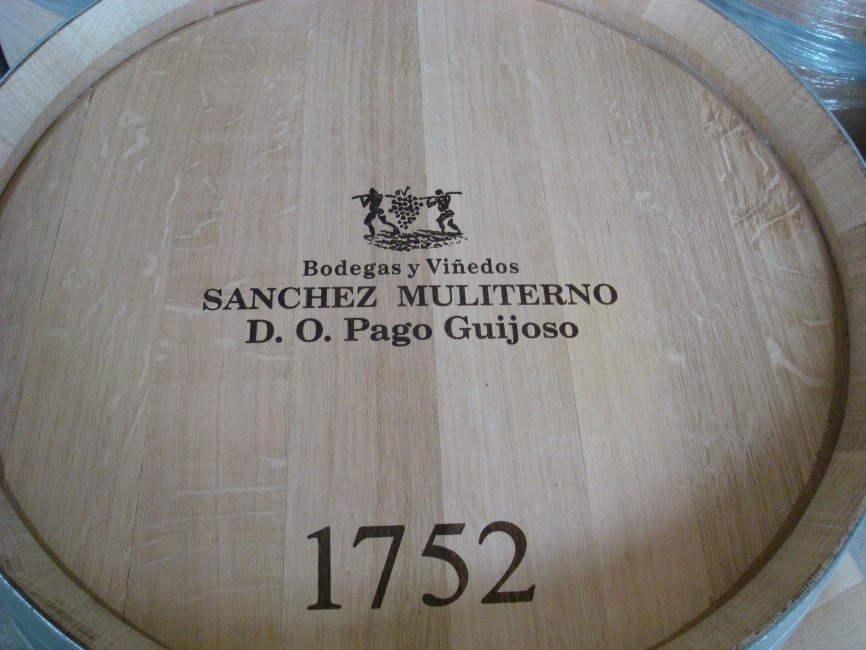 Bodegas y Viñedos
SANCHEZ MULITERNO
D. O. Pago Guijoso
1752